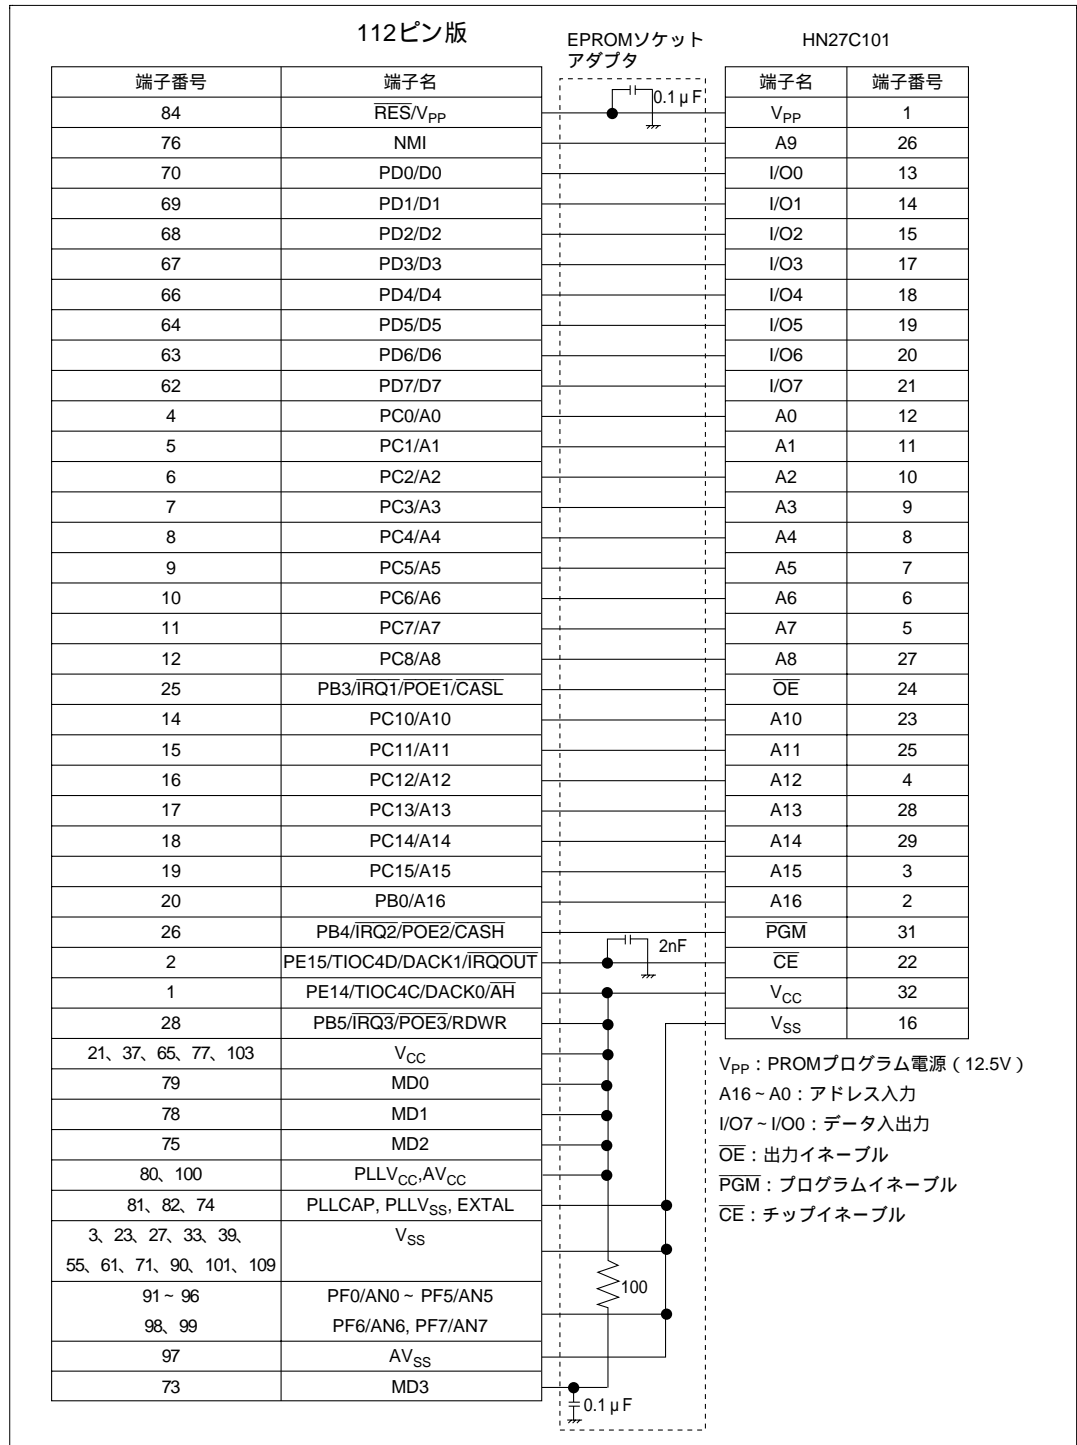 112ピン版
EPROMソケット
アダプタ
HN27C101
端子番号 端子名 端子名 端子番号
84 RES/VPP 0.1μF VPP 1
76 NMI A9 26
70 PD0/D0 I/O0 13
69 PD1/D1 I/O1 14
68 PD2/D2 I/O2 15
67 PD3/D3 I/O3 17
66 PD4/D4 I/O4 18
64 PD5/D5 I/O5 19
63 PD6/D6 I/O6 20
62 PD7/D7 I/O7 21
4 PC0/A0 A0 12
5 PC1/A1 A1 11
6 PC2/A2 A2 10
7 PC3/A3 A3 9
8 PC4/A4 A4 8
9 PC5/A5 A5 7
10 PC6/A6 A6 6
11 PC7/A7 A7 5
12 PC8/A8 A8 27
25 PB3/IRQ1/POE1/CASL OE 24
14 PC10/A10 A10 23
15 PC11/A11 A11 25
16 PC12/A12 A12 4
17 PC13/A13 A13 28
18 PC14/A14 A14 29
19 PC15/A15 A15 3
20 PB0/A16 A16 2
26 PB4/IRQ2/POE2/CASH PGM 31
2 PE15/TIOC4D/DACK1/IRQOUT 2nF CE 22
1 PE14/TIOC4C/DACK0/AH VCC 32
28 PB5/IRQ3/POE3/RDWR VSS 16
21、37、65、77、103 VCC
79 MD0
78 MD1
75 MD2
80、100 PLLVCC,AVCC
81、82、74 PLLCAP, PLLVSS, EXTAL
3、23、27、33、39、 VSS
55、61、71、90、101、109
91～96 PF0/AN0～PF5/AN5 100
98、99 PF6/AN6, PF7/AN7
97 AVSS
73 MD3
0.1μF
VPP：PROMプログラム電源（12.5V）
A16～A0：アドレス入力
I/O7～I/O0：データ入出力
OE：出力イネーブル
PGM：プログラムイネーブル
CE：チップイネーブル